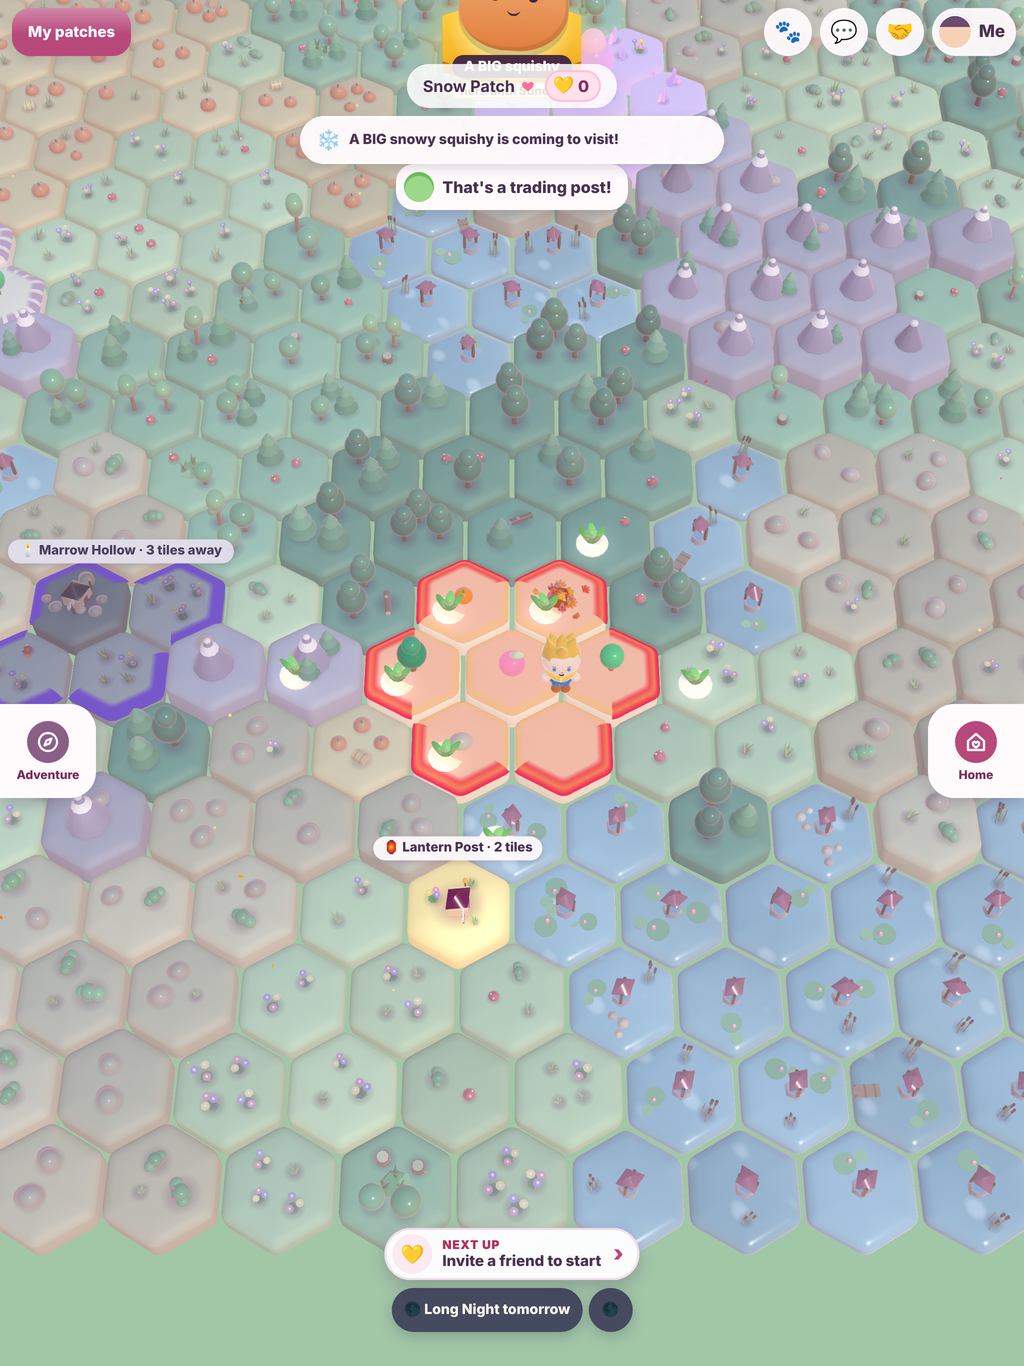 My patches
Me
A BIG squishy
Snow Patch
0
A BIG snowy squishy is coming to visit!
That's a trading post!
Marrow Hollow · 3 tiles away
Adventure
Home
Lantern Post · 2 tiles
NEXT UP
Invite a friend to start
Long Night tomorrow